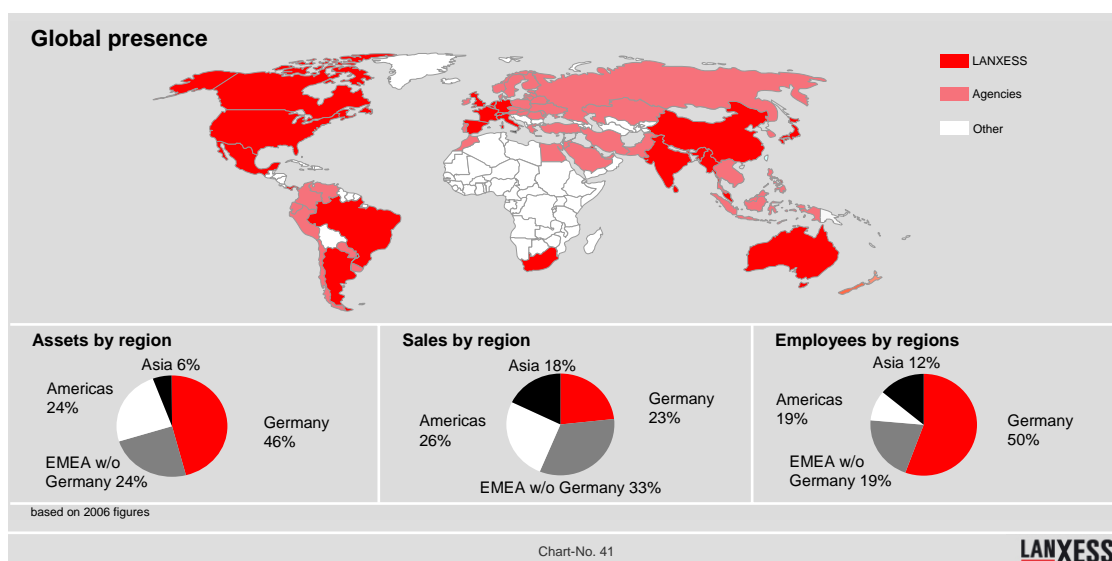 Global presence
LANXESS
Agencies
Other
Assets by region
Asia 6%
Americas
24%
Germany
46%
EMEA w/o
Germany 24%
Sales by region
Asia 18%
Germany
23%
Americas
26%
EMEA w/o Germany 33%
Employees by regions
Asia 12%
Americas
19%
Germany
50%
EMEA w/o
Germany 19%
based on 2006 figures
Chart-No. 41
LANXESS